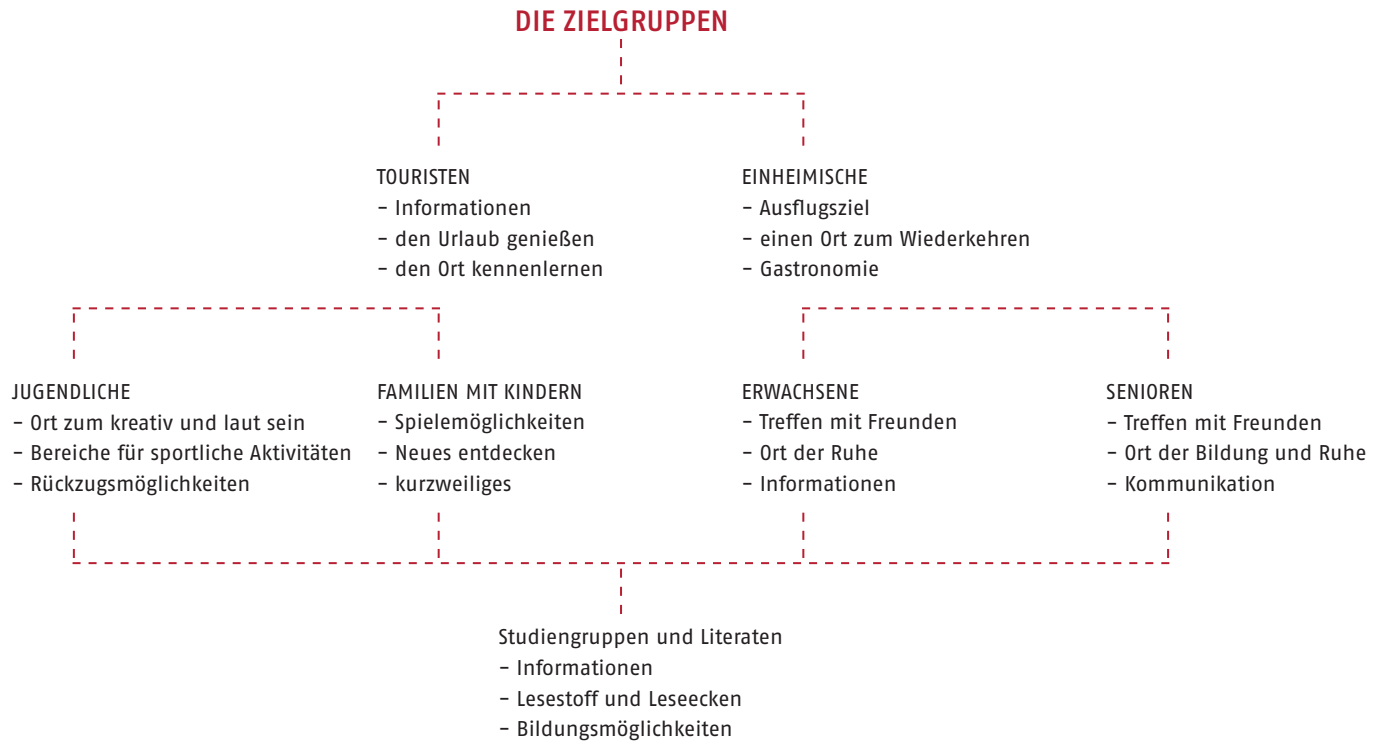 DIE ZIELGRUPPEN
TOURISTEN
– Informationen
– den Urlaub genießen
– den Ort kennenlernen
EINHEIMISCHE
– Ausflugsziel
– einen Ort zum Wiederkehren
– Gastronomie
JUGENDLICHE
– Ort zum kreativ und laut sein
– Bereiche für sportliche Aktivitäten
– Rückzugsmöglichkeiten
FAMILIEN MIT KINDERN
– Spielemöglichkeiten
– Neues entdecken
– kurzweiliges
ERWACHSENE
– Treffen mit Freunden
– Ort der Ruhe
– Informationen
SENIOREN
– Treffen mit Freunden
– Ort der Bildung und Ruhe
– Kommunikation
Studiengruppen und Literaten
– Informationen
– Lesestoff und Leseecken
– Bildungsmöglichkeiten